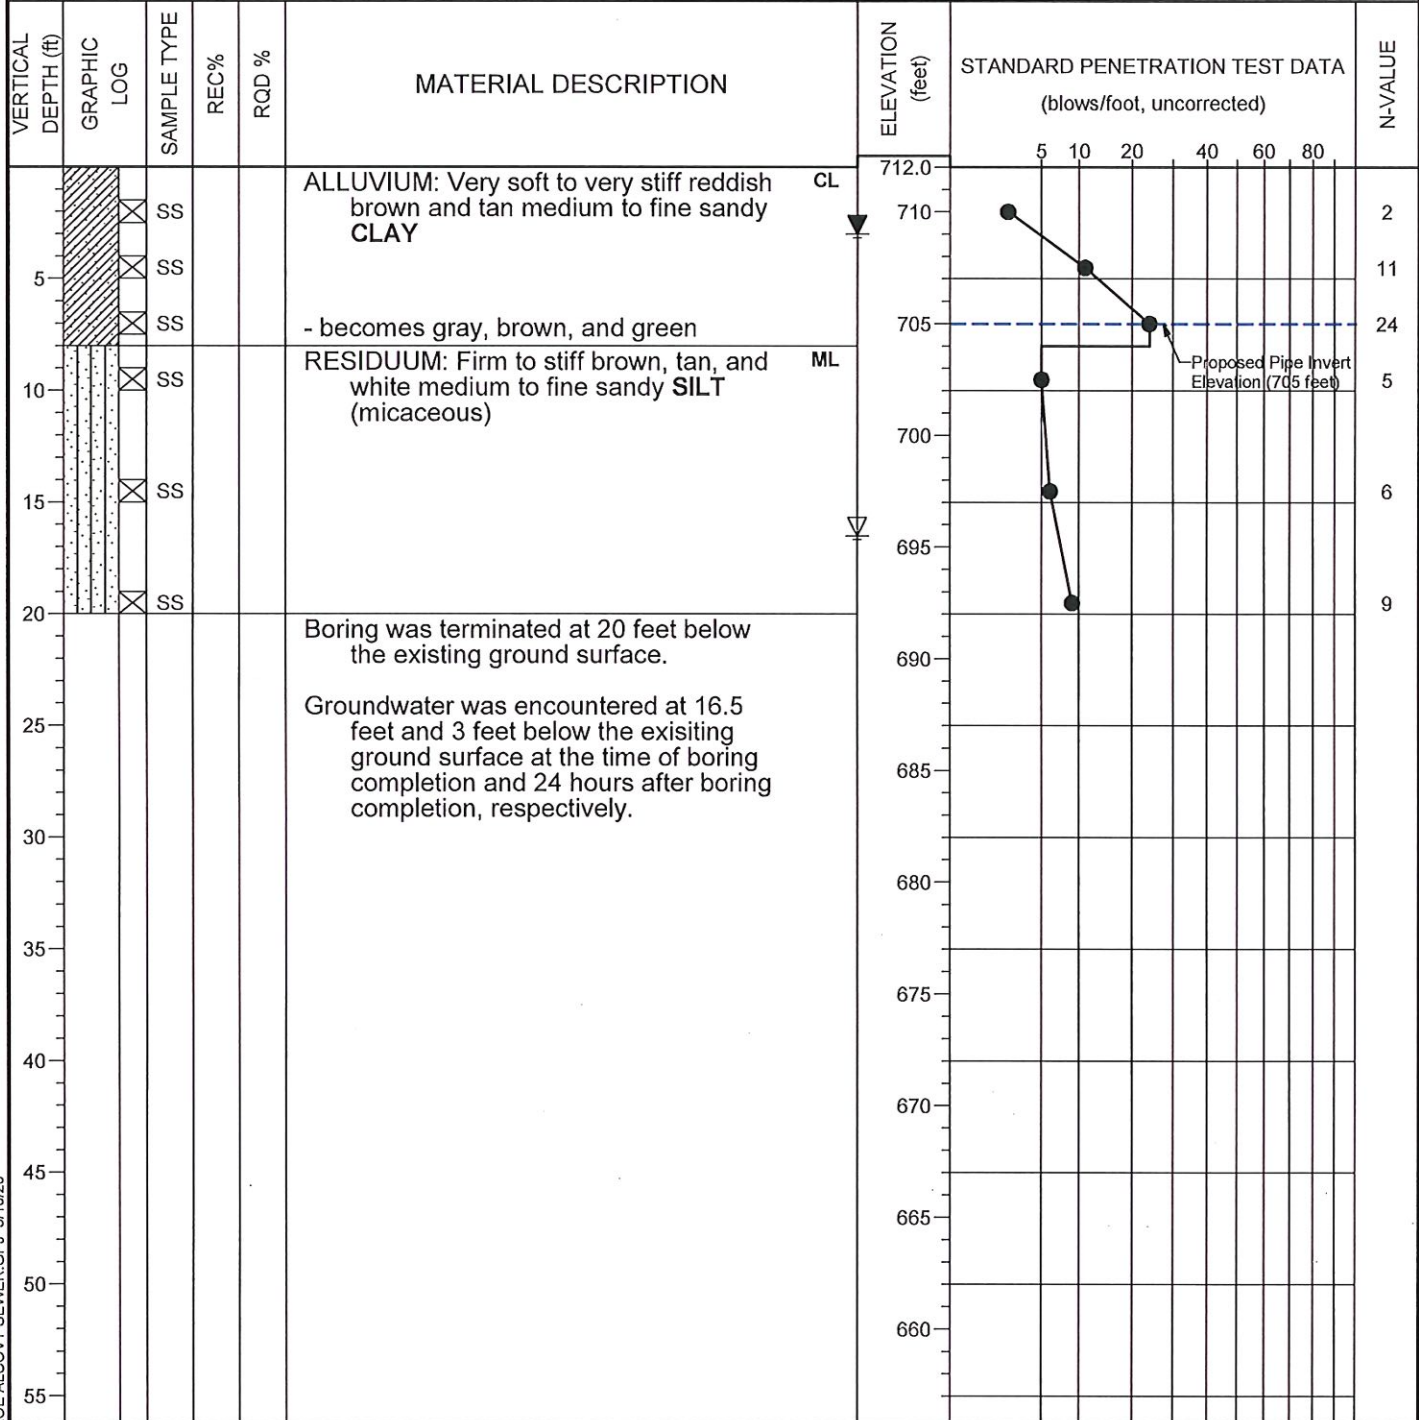 VERTICAL
DEPTH (ft)
GRAPHIC
LOG
SAMPLE TYPE
REC%
RQD %
MATERIAL DESCRIPTION
ELEVATION
(feet)
STANDARD PENETRATION TEST DATA
(blows/foot, uncorrected)
N-VALUE
5 10 20 40 60 80
712.0
ALLUVIUM: Very soft to very stiff reddish CL
brown and tan medium to fine sandy
CLAY
SS 710 2
5 SS 11
SS - becomes gray, brown, and green 705 24
RESIDUUM: Firm to stiff brown, tan, and ML
white medium to fine sandy SILT
(micaceous)
Proposed Pipe Invert
Elevation (705 feet)
10 SS 5
700
15 SS 6
695
20 SS 9
Boring was terminated at 20 feet below
the existing ground surface.
690
Groundwater was encountered at 16.5
feet and 3 feet below the exisiting
ground surface at the time of boring
completion and 24 hours after boring
completion, respectively.
25
685
30
680
35
675
40
670
45
665
50
660
55